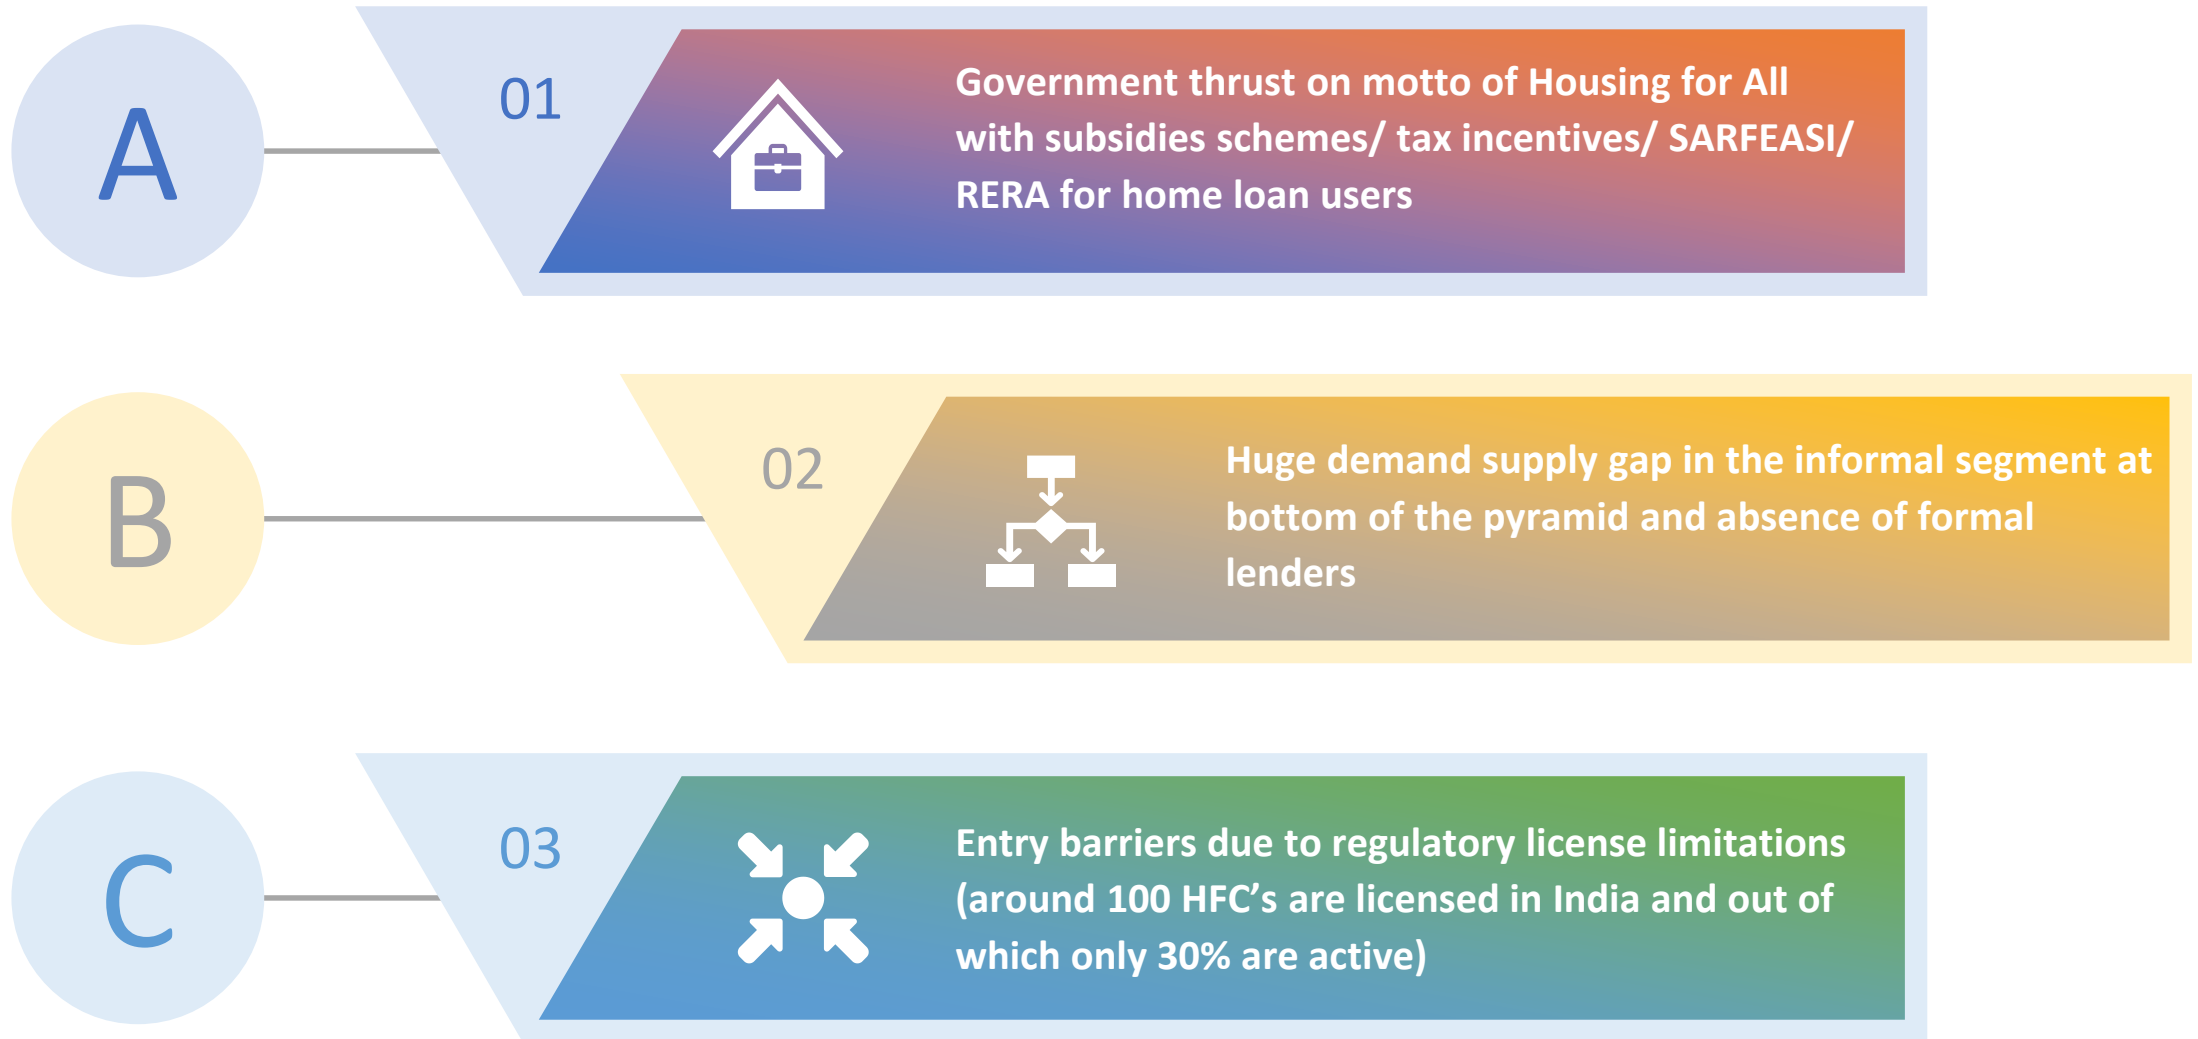 A
01
Government thrust on motto of Housing for All
with subsidies schemes/ tax incentives/ SARFEASI/
RERA for home loan users
B
02
Huge demand supply gap in the informal segment at
bottom of the pyramid and absence of formal
lenders
C
03
Entry barriers due to regulatory license limitations
(around 100 HFC’s are licensed in India and out of
which only 30% are active)